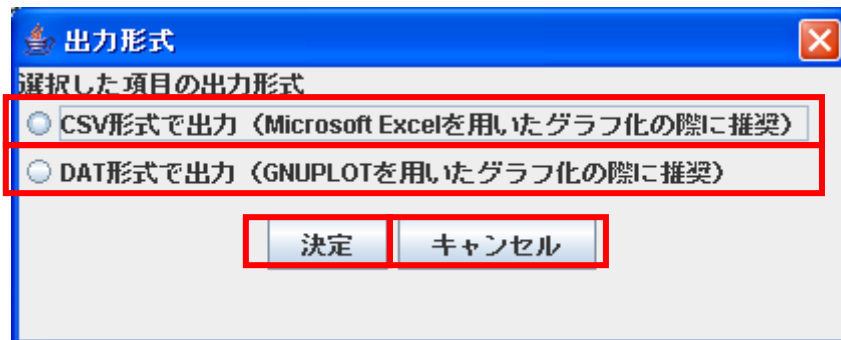 出力形式
選択した項目の出力形式
CSV形式で出力（Microsoft Excelを用いたグラフ化の際に推奨）
DAT形式で出力（GNUPLOTを用いたグラフ化の際に推奨）
決定 キャンセル